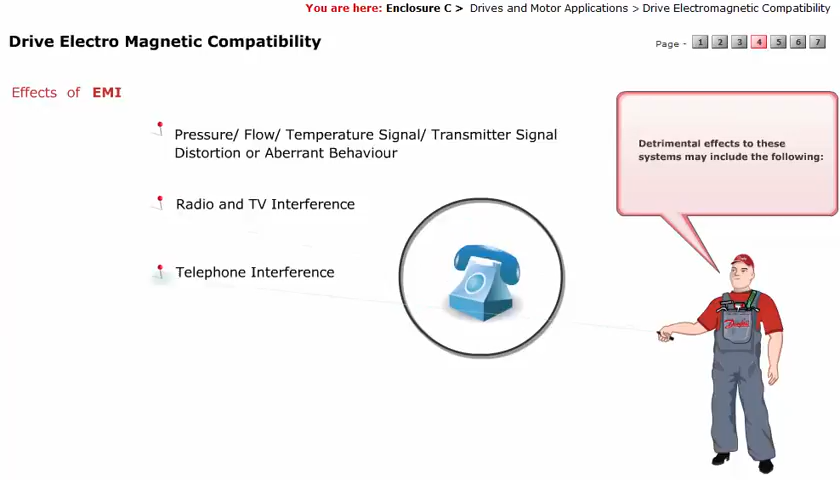 You are here: Enclosure C > Drives and Motor Applications > Drive Electromagnetic Compatibility
Drive Electro Magnetic Compatibility
Page - 1 2 3 4 5 6 7
Effects of EMI
Pressure/ Flow/ Temperature Signal/ Transmitter Signal
Distortion or Aberrant Behaviour
Detrimental effects to these
systems may include the following:
Radio and TV Interference
Telephone Interference
Danfoss